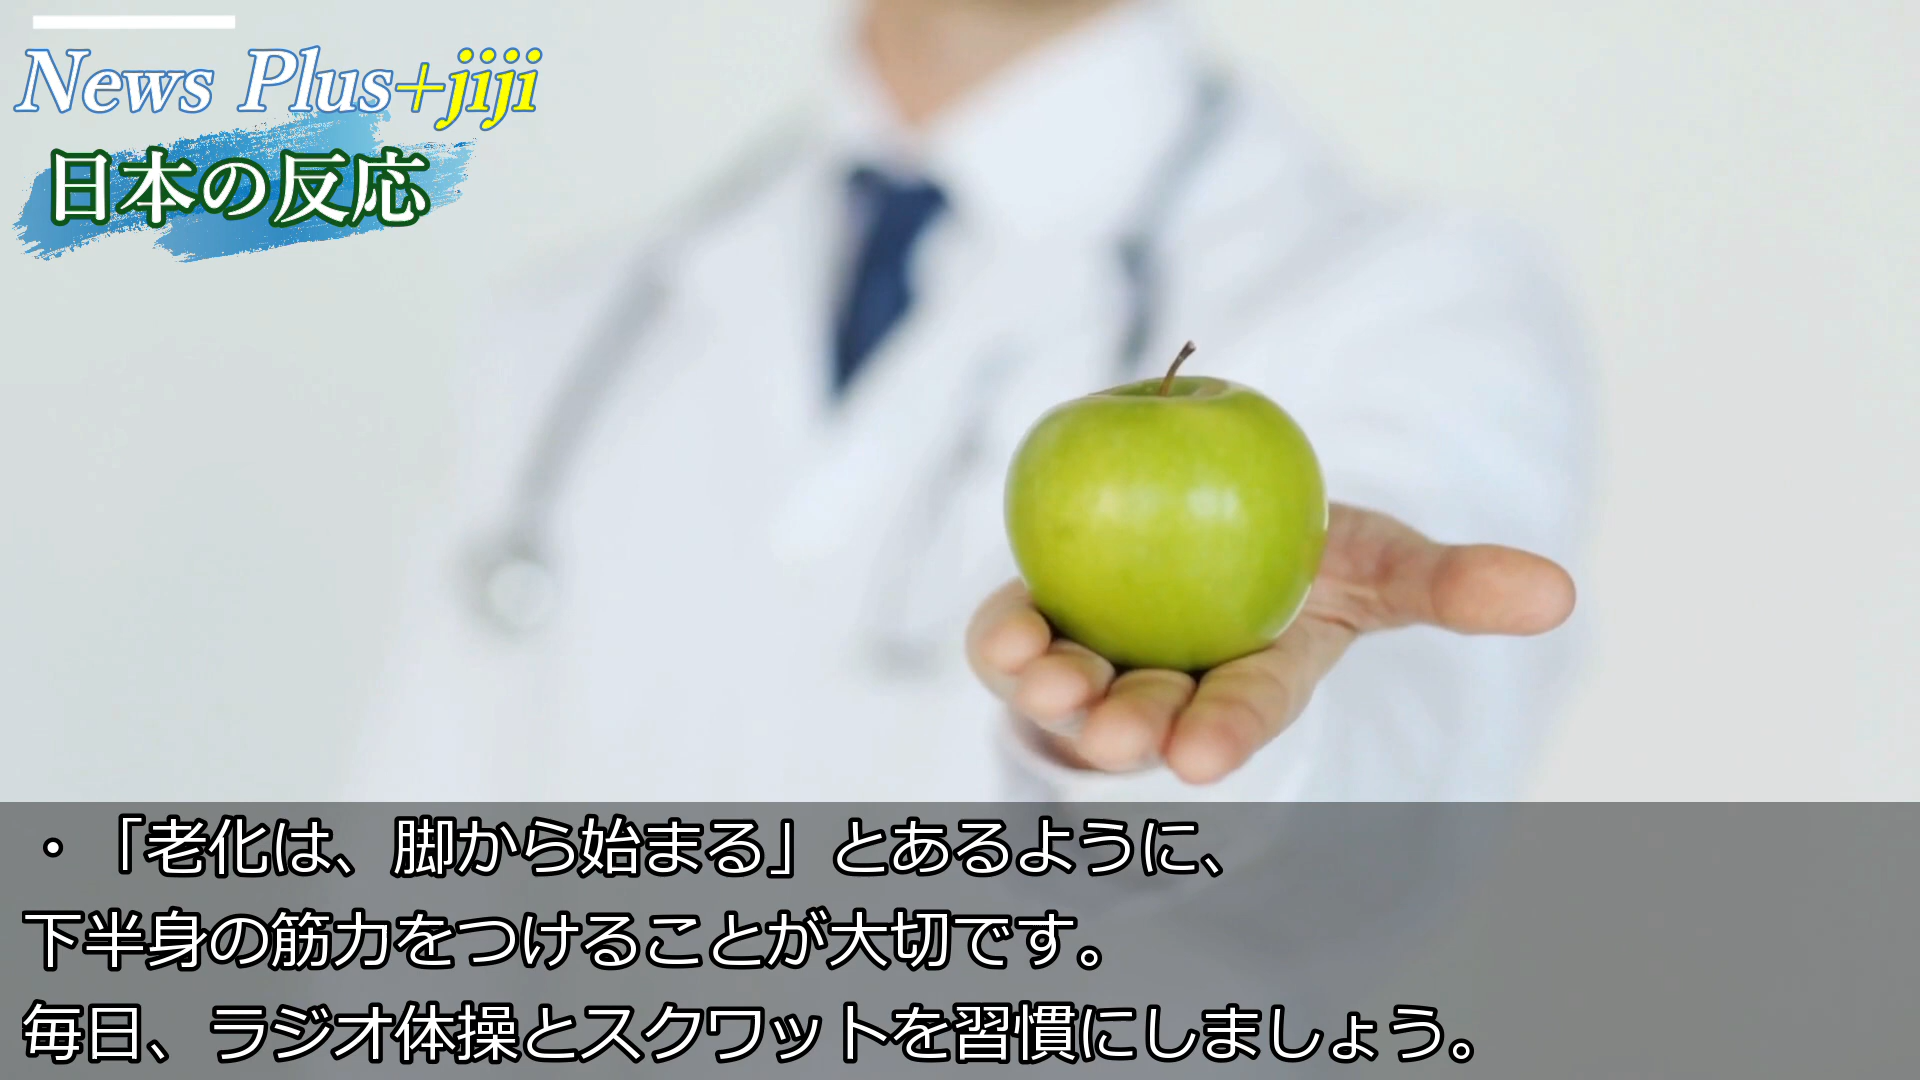 News Plus+jiji
日本の反応
・「老化は、脚から始まる」とあるように、
下半身の筋力をつけることが大切です。
毎日、ラジオ体操とスクワットを習慣にしましょう。